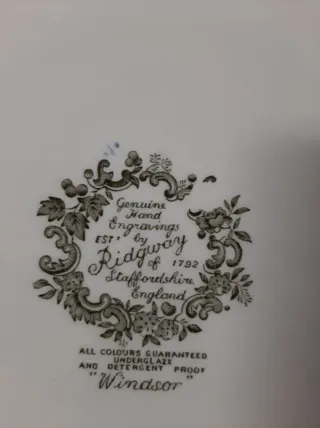 Genuine
Hand
Engravings
EST. by
Ridgway
of 1792
Staffordshire
England
ALL COLOURS GUARANTEED
UNDERGLAZE
AND DETERGENT PROOF
"Windsor"